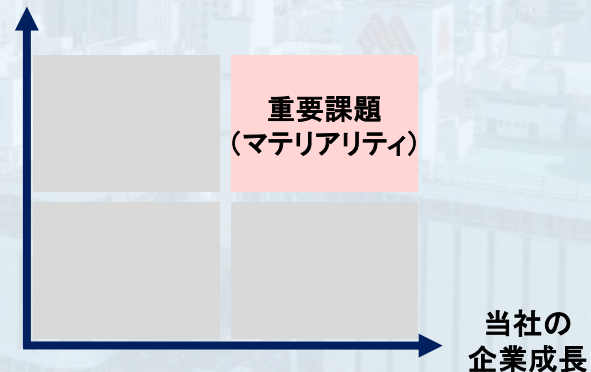 重要課題
（マテリアリティ）
当社の
企業成長